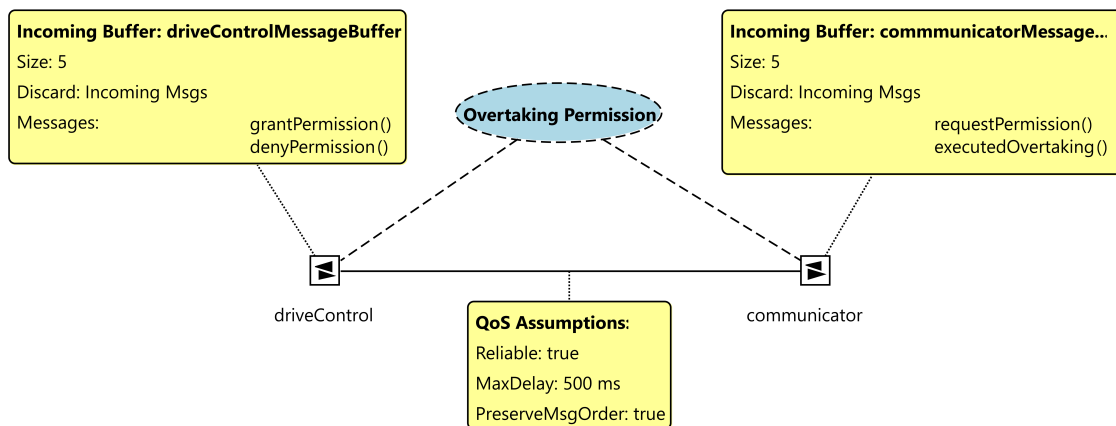 Incoming Buffer: driveControlMessageBuffer
Size: 5
Discard: Incoming Msgs
Messages: grantPermission()
denyPermission()
Overtaking Permission
Incoming Buffer: commmunicatorMessage...
Size: 5
Discard: Incoming Msgs
Messages: requestPermission()
executedOvertaking()
driveControl
communicator
QoS Assumptions:
Reliable: true
MaxDelay: 500 ms
PreserveMsgOrder: true